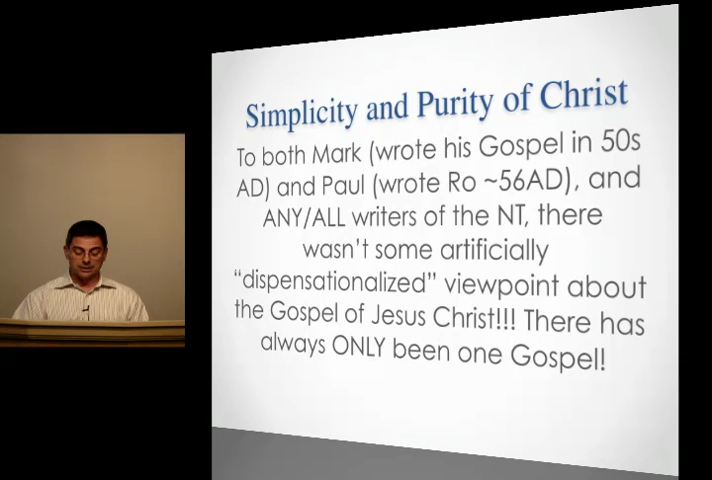 Simplicity and Purity of Christ
To both Mark (wrote his Gospel in 50s
AD) and Paul (wrote Ro ~56AD), and
ANY/ALL writers of the NT, there
wasn't some artificially
“dispensationalized” viewpoint about
the Gospel of Jesus Christ!!! There has
always ONLY been one Gospel!